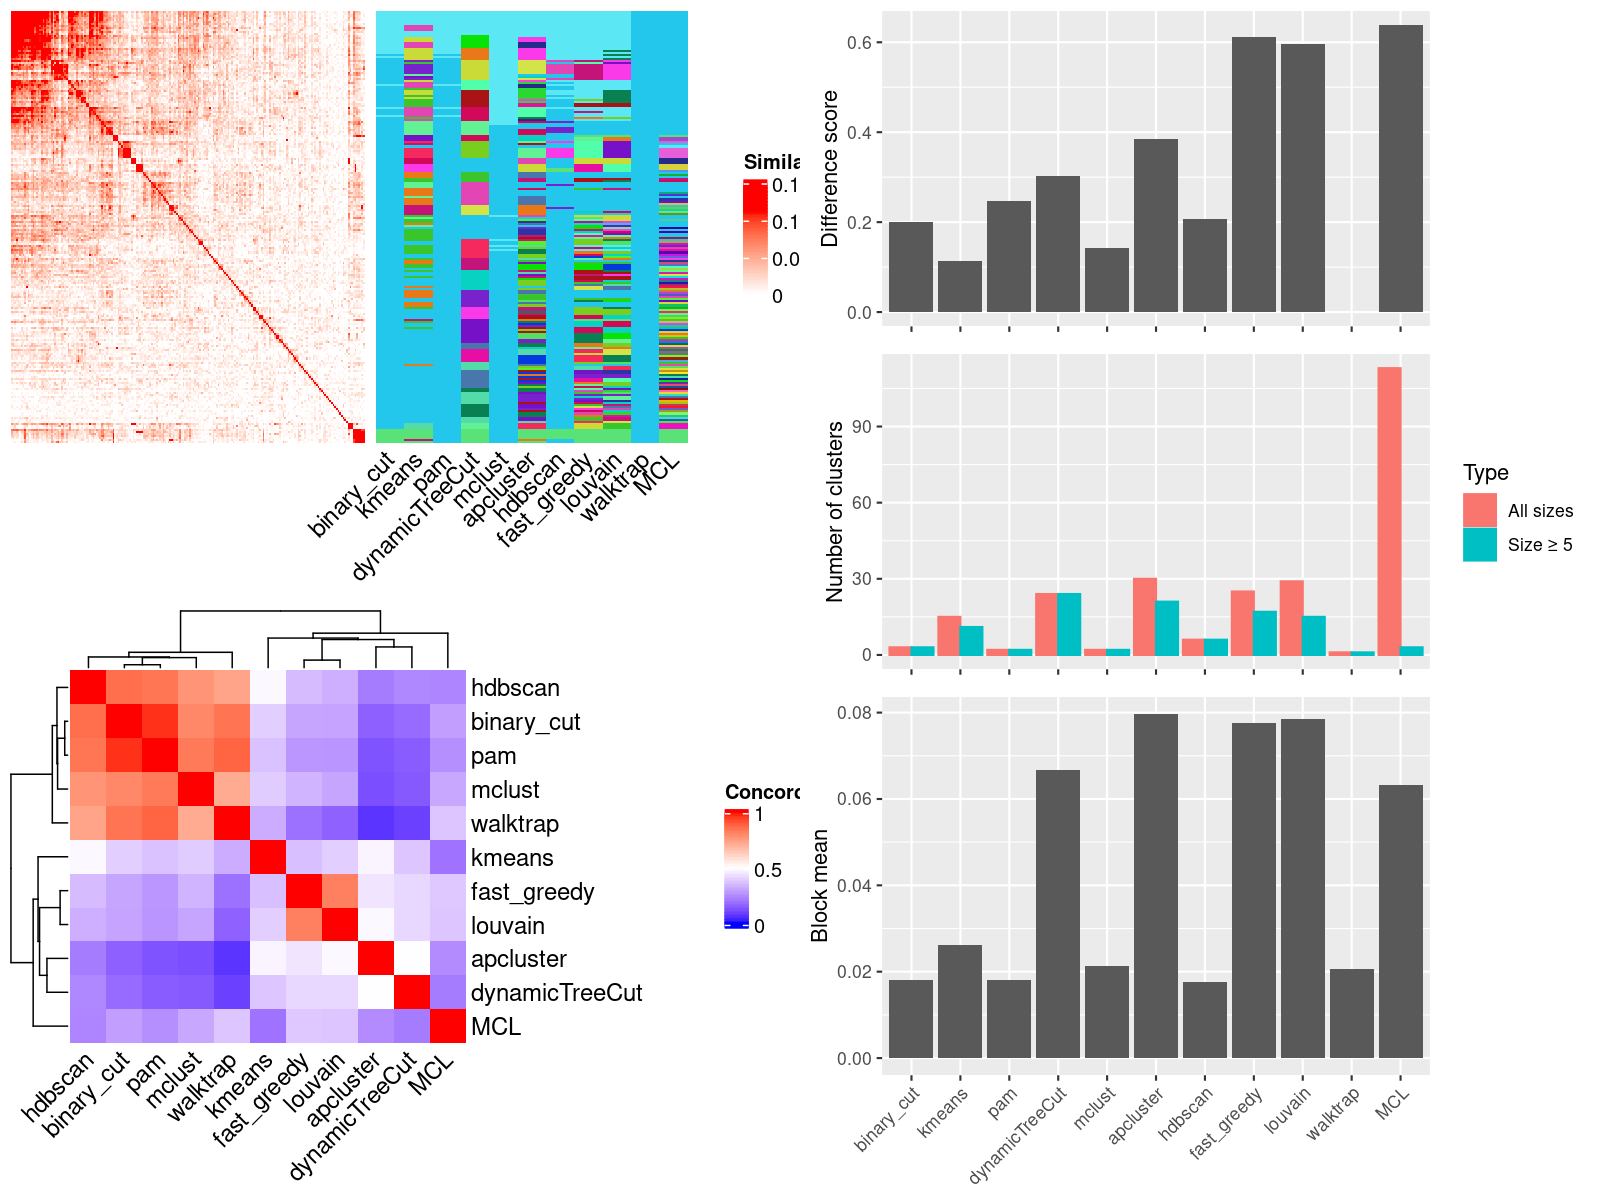 Simila
0.1
0.1
0.0
0
binary_cut
kmeans
pam
dynamicTreeCut
mclust
apcluster
hdbscan
fast_greedy
louvain
walktrap
MCL
hdbscan
binary_cut
pam
mclust
walktrap
kmeans
fast_greedy
louvain
apcluster
dynamicTreeCut
MCL
hdbscan
binary_cut
pam
mclust
walktrap
kmeans
fast_greedy
louvain
apcluster
dynamicTreeCut
MCL
Concord
1
0.5
0
Difference score
0.6
0.4
0.2
0.0
Number of clusters
90
60
30
0
Type
All sizes
Size ≥ 5
Block mean
0.08
0.06
0.04
0.02
0.00
binary_cut
kmeans
pam
dynamicTreeCut
mclust
apcluster
hdbscan
fast_greedy
louvain
walktrap
MCL